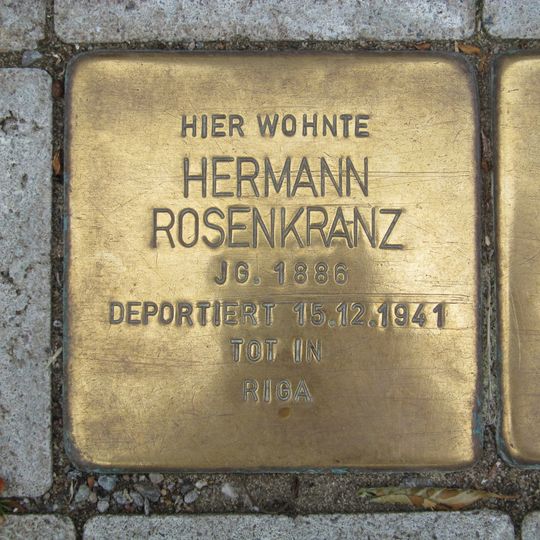 HIER WOHNTE
HERMANN
ROSENKRANZ
JG. 1886
DEPORTIERT 15.12.1941
TOT IN
RIGA